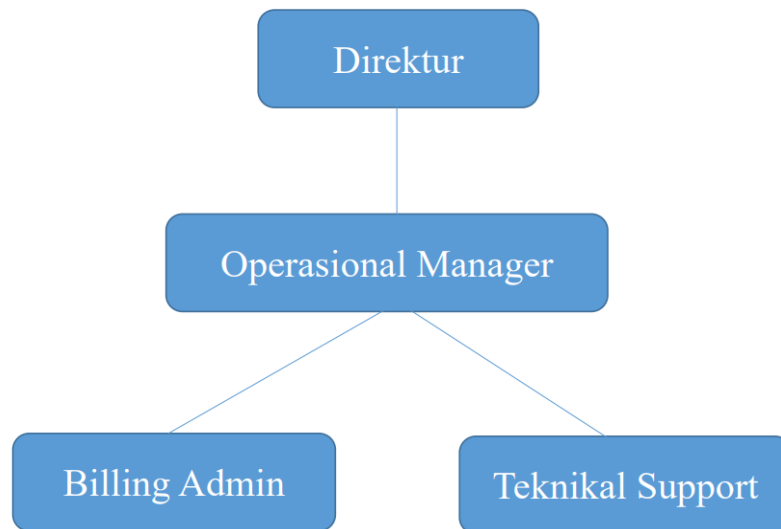 Direktur
Operasional Manager
Billing Admin
Teknikal Support